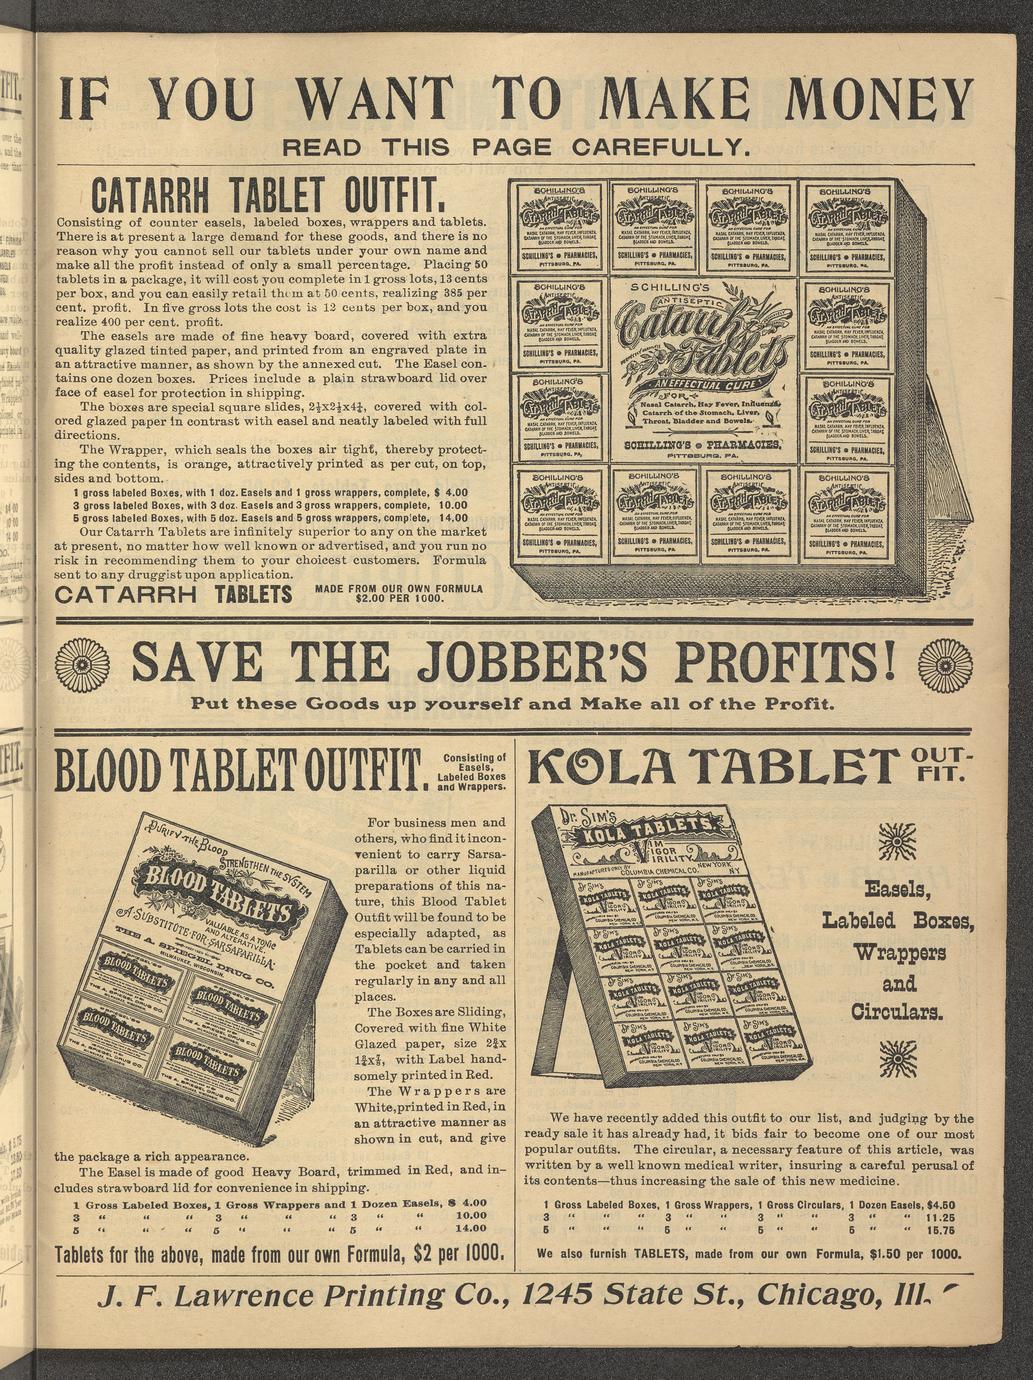 IF YOU WANT TO MAKE MONEY
READ THIS PAGE CAREFULLY.
CATARRH TABLET OUTFIT.
Consisting of counter easels, labeled boxes, wrappers and tablets.
There is at present a large demand for these goods, and there is no
reason why you cannot sell our tablets under your own name and
make all the profit instead of only a small percentage. Placing 50
tablets in a package, it will cost you complete in 1 gross lots, 13 cents
per box, and you can easily retail them at 50 cents, realizing 385 per
cent. profit. In five gross lots the cost is 12 cents per box, and you
realize 400 per cent. profit.
The easels are made of fine heavy board, covered with extra
quality glazed tinted paper, and printed from an engraved plate in
an attractive manner, as shown by the annexed cut. The Easel con-
tains one dozen boxes. Prices include a plain strawboard lid over
face of easel for protection in shipping.
The boxes are special square slides, 2½x2½x4¼, covered with col-
ored glazed paper in contrast with easel and neatly labeled with full
directions.
The Wrapper, which seals the boxes air tight, thereby protect-
ing the contents, is orange, attractively printed as per cut, on top,
sides and bottom.
1 gross labeled Boxes, with 1 doz. Easels and 1 gross wrappers, complete, $ 4.00
3 gross labeled Boxes, with 3 doz. Easels and 3 gross wrappers, complete, 10.00
5 gross labeled Boxes, with 5 doz. Easels and 5 gross wrappers, complete, 14.00
Our Catarrh Tablets are infinitely superior to any on the market
at present, no matter how well known or advertised, and you run no
risk in recommending them to your choicest customers. Formula
sent to any druggist upon application.
CATARRH TABLETS MADE FROM OUR OWN FORMULA
$2.00 PER 1000.
SCHILLING'S
ANTISEPTIC
Catarrh Tablets
AN EFFECTUAL CURE
FOR
Nasal Catarrh, Hay Fever, Influenza,
Catarrh of the Stomach, Liver,
Throat, Bladder and Bowels.
SCHILLING'S PHARMACIES,
PITTSBURG, PA.
SAVE THE JOBBER'S PROFITS!
Put these Goods up yourself and Make all of the Profit.
BLOOD TABLET OUTFIT.
Consisting of
Easels,
Labeled Boxes
and Wrappers.
PURIFY THE BLOOD
STRENGTHEN THE SYSTEM
BLOOD TABLETS
VALUABLE AS A TONIC
AND ALTERATIVE
A SUBSTITUTE FOR SARSAPARILLA
THE A. SPIEGEL DRUG CO.
MILWAUKEE, WISCONSIN.
For business men and
others, who find it incon-
venient to carry Sarsa-
parilla or other liquid
preparations of this na-
ture, this Blood Tablet
Outfit will be found to be
especially adapted, as
Tablets can be carried in
the pocket and taken
regularly in any and all
places.
The Boxes are Sliding,
Covered with fine White
Glazed paper, size 2¾x
1¾x⅞, with Label hand-
somely printed in Red.
The Wrappers are
White, printed in Red, in
an attractive manner as
shown in cut, and give
the package a rich appearance.
The Easel is made of good Heavy Board, trimmed in Red, and in-
cludes strawboard lid for convenience in shipping.
1 Gross Labeled Boxes, 1 Gross Wrappers and 1 Dozen Easels, $ 4.00
3 " " " 3 " " 3 " " 10.00
5 " " " 5 " " 5 " " 14.00
Tablets for the above, made from our own Formula, $2 per 1000.
KOLA TABLET OUT-
FIT.
Dr. SIM'S
KOLA TABLETS.
VIM
VIGOR
VIRILITY
MANUFACTURED ONLY BY
COLUMBIA CHEMICAL CO.
NEW YORK
NY
Easels,
Labeled Boxes,
Wrappers
and
Circulars.
We have recently added this outfit to our list, and judging by the
ready sale it has already had, it bids fair to become one of our most
popular outfits. The circular, a necessary feature of this article, was
written by a well known medical writer, insuring a careful perusal of
its contents—thus increasing the sale of this new medicine.
1 Gross Labeled Boxes, 1 Gross Wrappers, 1 Gross Circulars, 1 Dozen Easels, $4.50
3 " " " 3 " " 3 " " 3 " " 11.25
5 " " " 5 " " 5 " " 5 " " 15.75
We also furnish TABLETS, made from our own Formula, $1.50 per 1000.
J. F. Lawrence Printing Co., 1245 State St., Chicago, Ill.